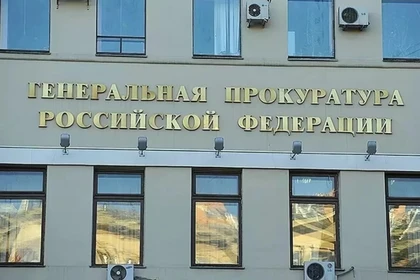 ГЕНЕРАЛЬНАЯ ПРОКУРАТУРА
РОССИЙСКОЙ ФЕДЕРАЦИИ